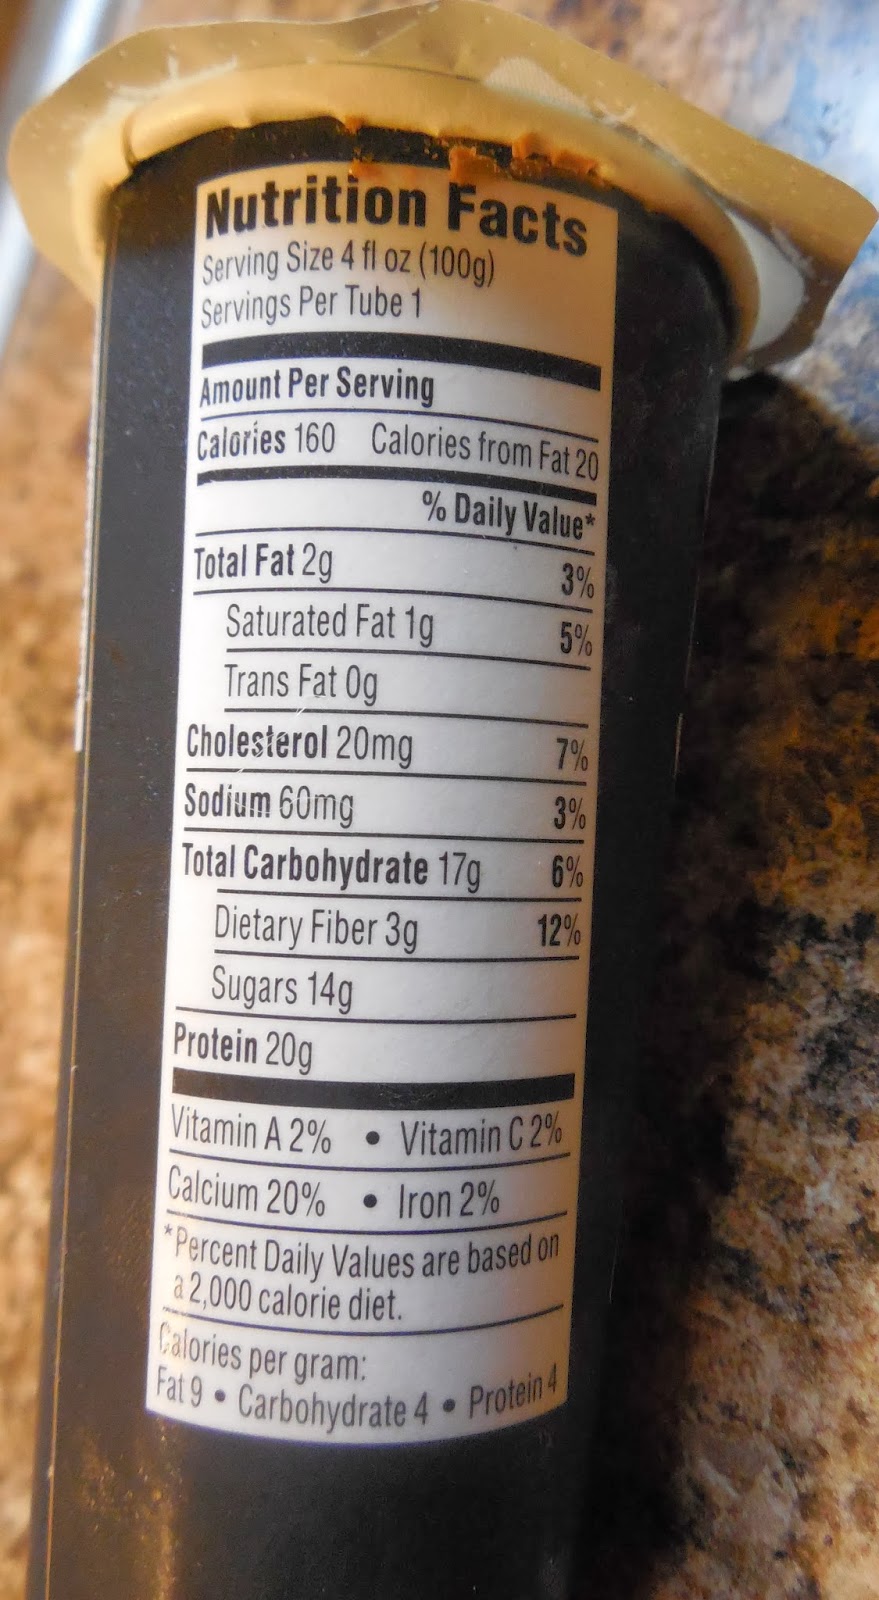 Nutrition Facts
Serving Size 4 fl oz (100g)
Servings Per Tube 1
Amount Per Serving
Calories 160 Calories from Fat 20
% Daily Value*
Total Fat 2g 3%
Saturated Fat 1g 5%
Trans Fat 0g
Cholesterol 20mg 7%
Sodium 60mg 3%
Total Carbohydrate 17g 6%
Dietary Fiber 3g 12%
Sugars 14g
Protein 20g
Vitamin A 2% • Vitamin C 2%
Calcium 20% • Iron 2%
*Percent Daily Values are based on
a 2,000 calorie diet.
Calories per gram:
Fat 9 • Carbohydrate 4 • Protein 4